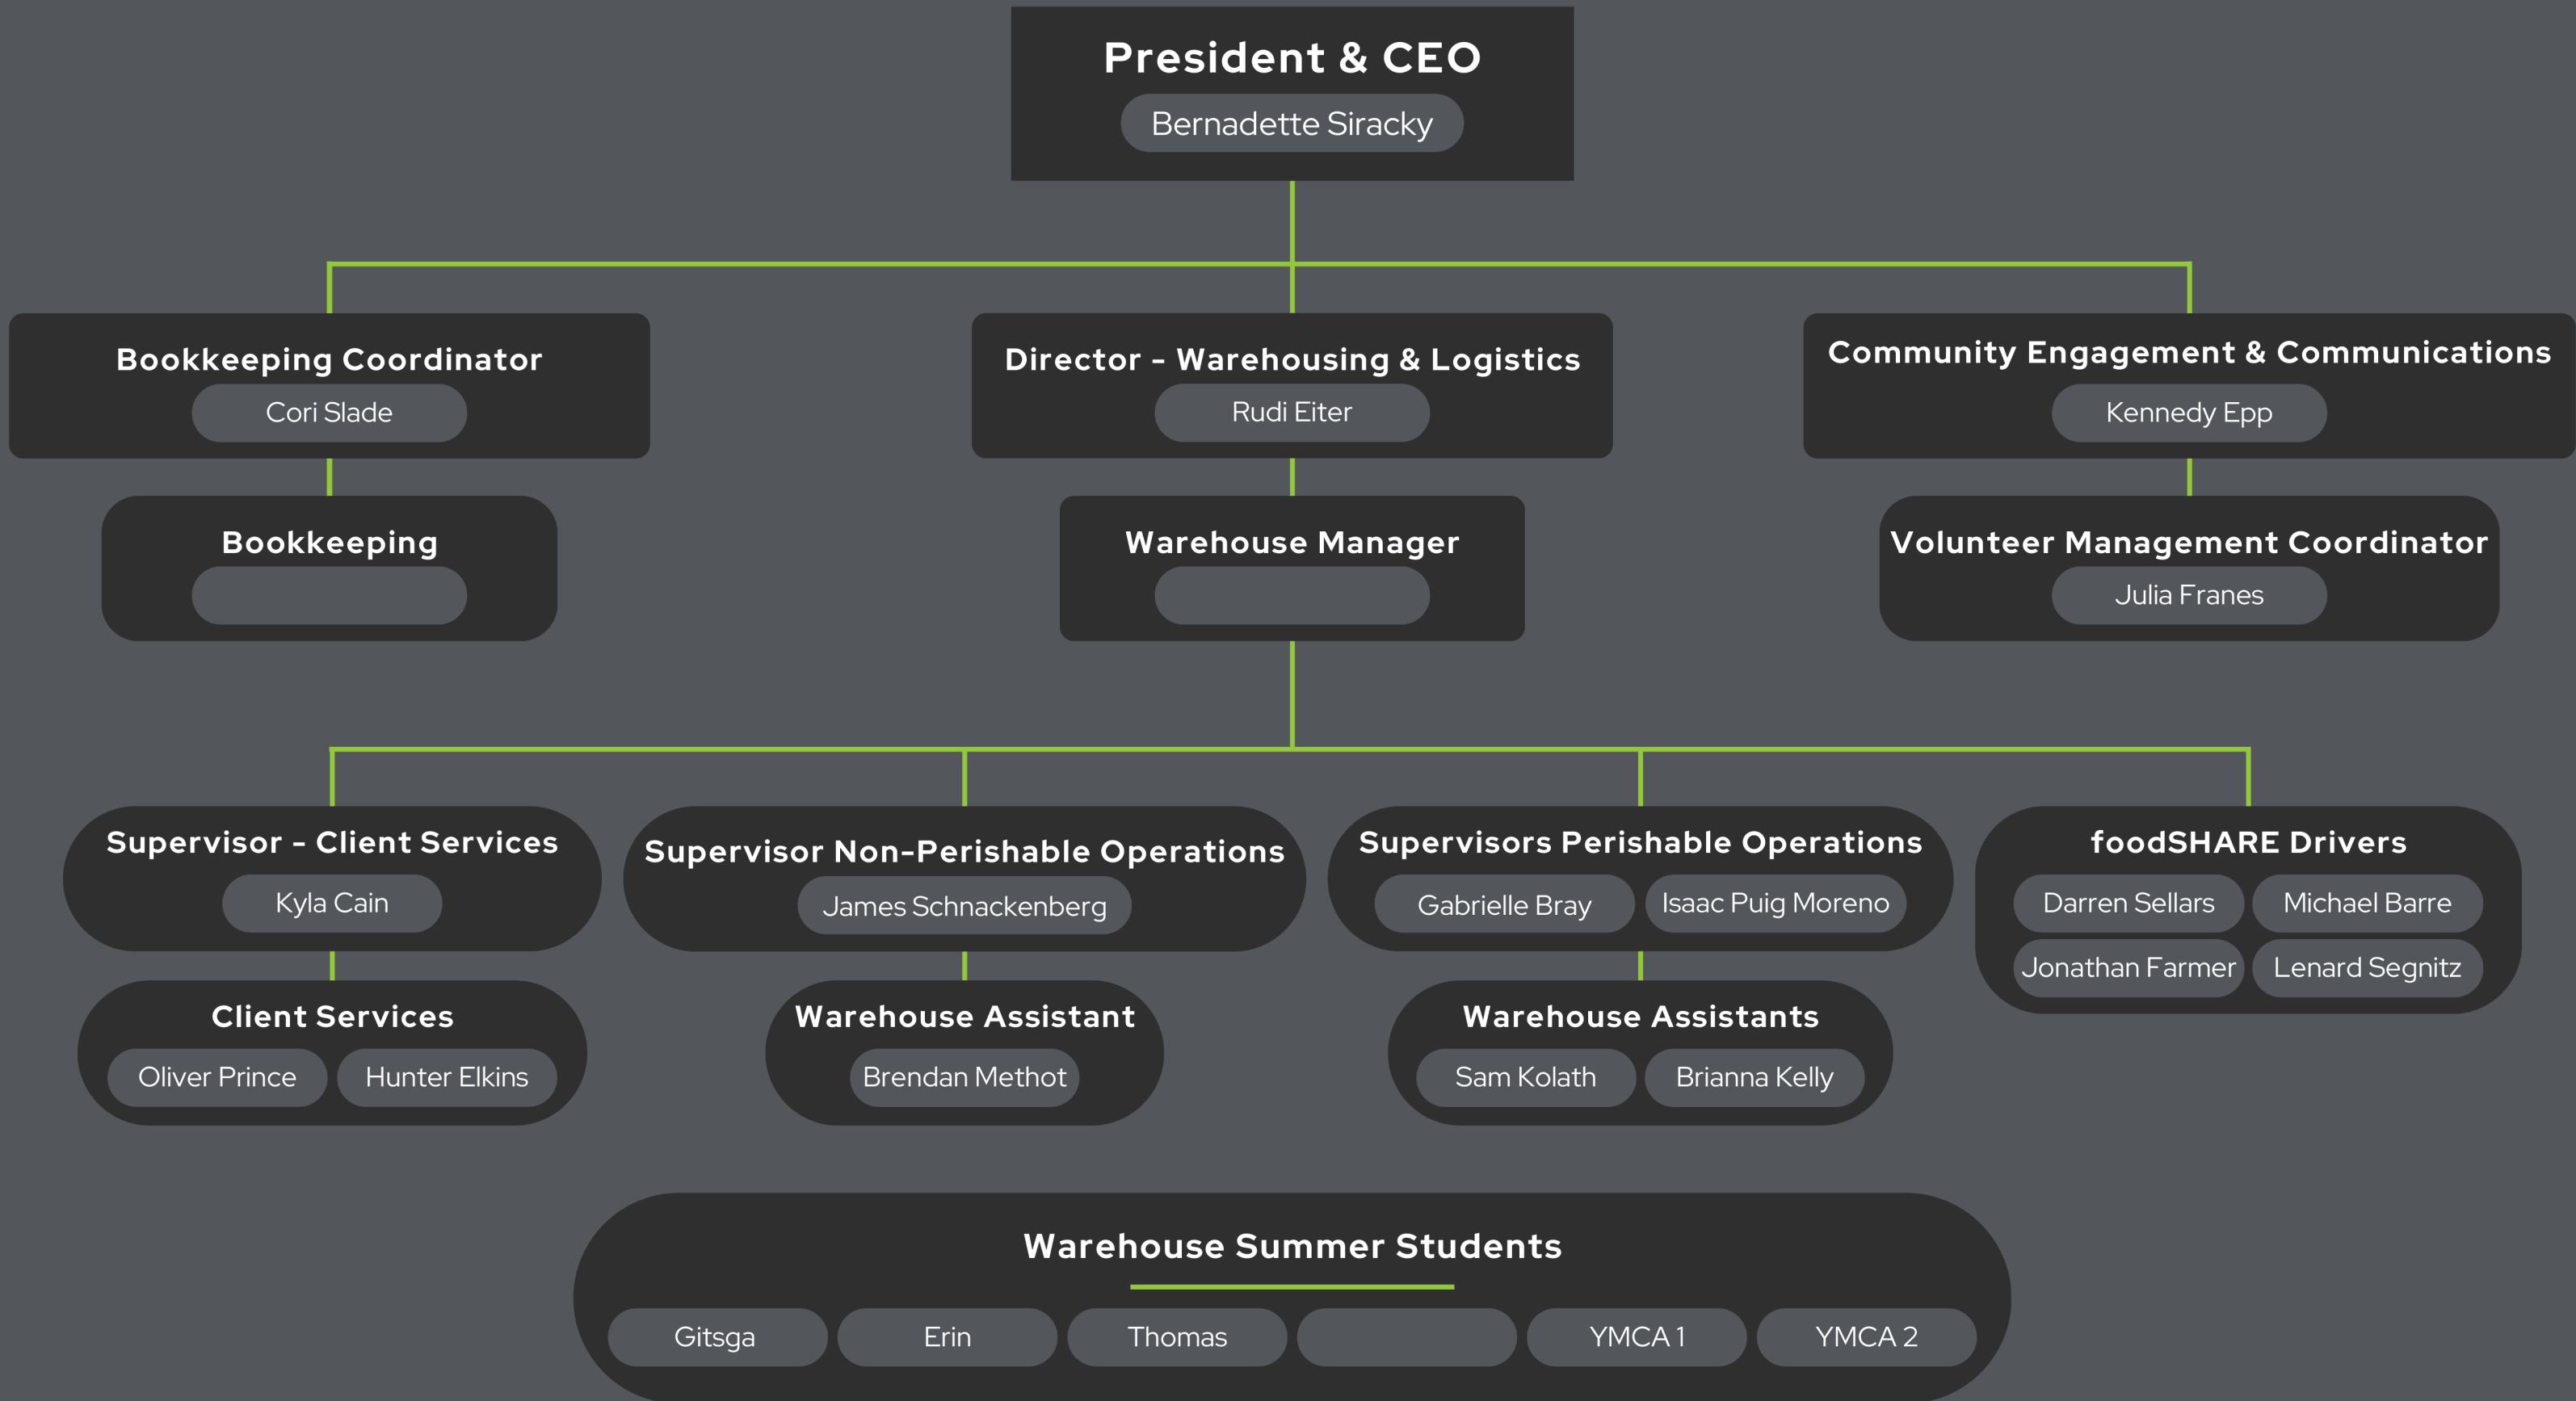 President & CEO
Bernadette Siracky
Bookkeeping Coordinator
Cori Slade
Director - Warehousing & Logistics
Rudi Eiter
Community Engagement & Communications
Kennedy Epp
Bookkeeping
Warehouse Manager
Volunteer Management Coordinator
Julia Franes
Supervisor - Client Services
Kyla Cain
Supervisor Non-Perishable Operations
James Schnackenberg
Supervisors Perishable Operations
Gabrielle Bray
Isaac Puig Moreno
foodSHARE Drivers
Darren Sellars
Michael Barre
Jonathan Farmer
Lenard Segnitz
Client Services
Oliver Prince
Hunter Elkins
Warehouse Assistant
Brendan Methot
Warehouse Assistants
Sam Kolath
Brianna Kelly
Warehouse Summer Students
Gitsga
Erin
Thomas
YMCA 1
YMCA 2